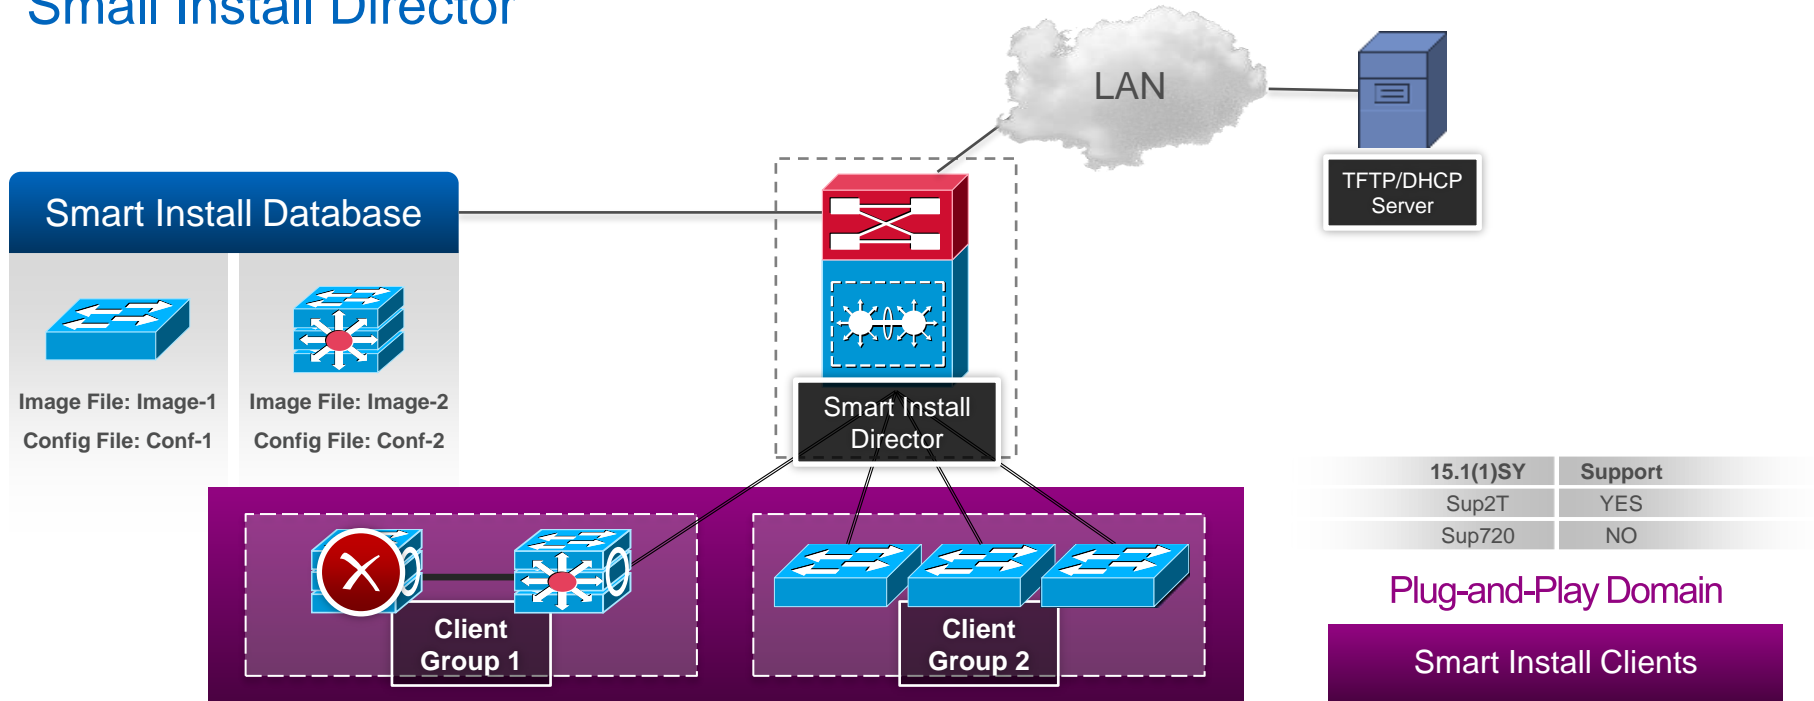 Small Install Director
LAN
TFTP/DHCP
Server
Smart Install Database
Image File: Image-1
Config File: Conf-1
Image File: Image-2
Config File: Conf-2
Smart Install
Director
Client
Group 1
Client
Group 2
15.1(1)SY Support
Sup2T YES
Sup720 NO
Plug-and-Play Domain
Smart Install Clients